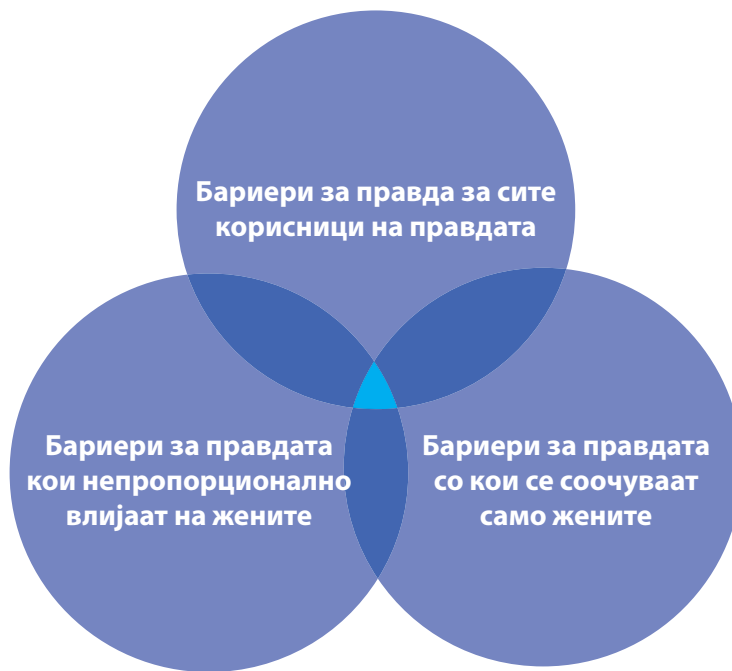 Бариери за правда за сите
корисници на правдата
Бариери за правдата
кои непропорционално
влијаат на жените
Бариери за правдата
со кои се соочуваат
само жените